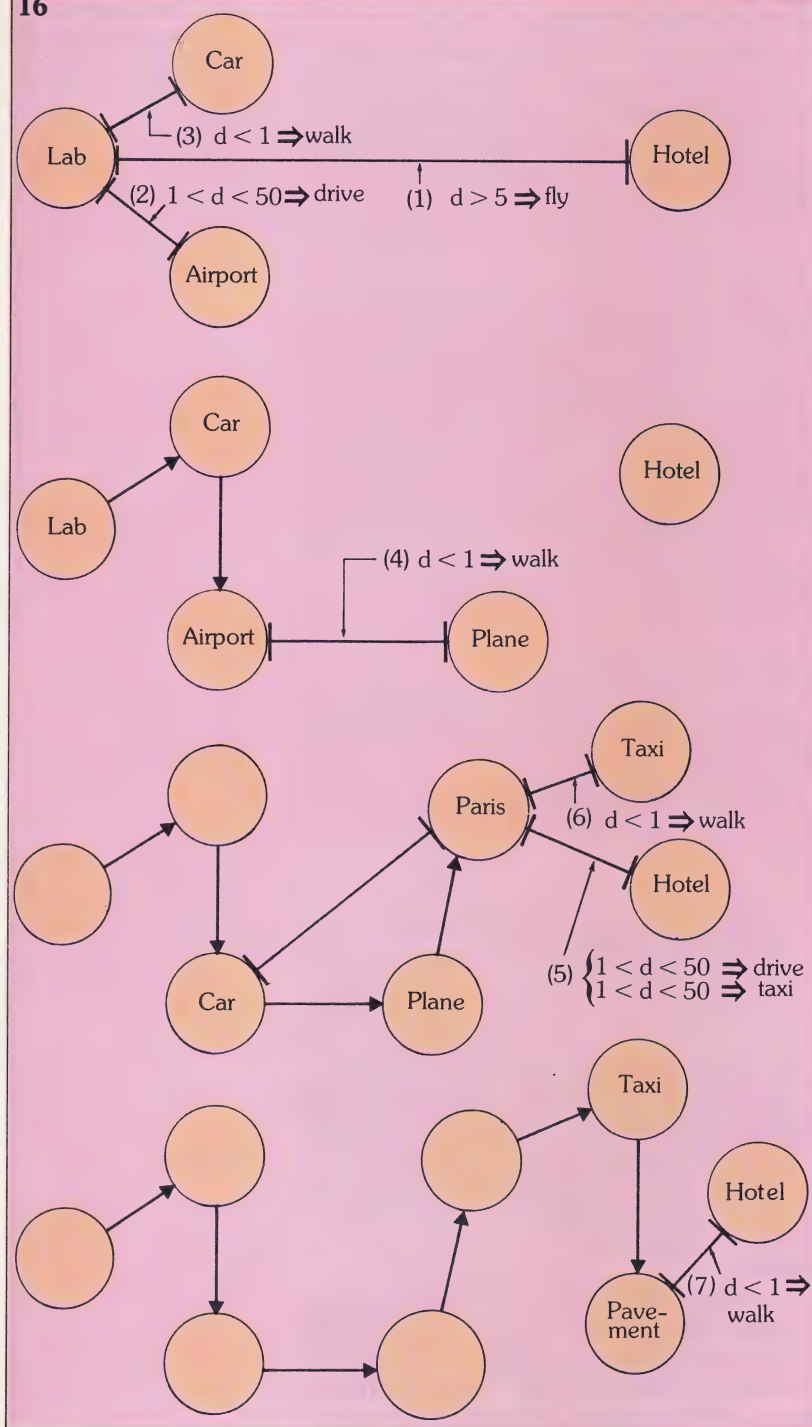 16
Car
(3) d < 1 ⇒ walk
Lab
Hotel
(2) 1 < d < 50 ⇒ drive
(1) d > 5 ⇒ fly
Airport
Car
Hotel
Lab
(4) d < 1 ⇒ walk
Airport
Plane
Taxi
Paris
(6) d < 1 ⇒ walk
Hotel
(5) { 1 < d < 50 ⇒ drive
1 < d < 50 ⇒ taxi
Car
Plane
Taxi
Hotel
(7) d < 1 ⇒
walk
Pave-
ment